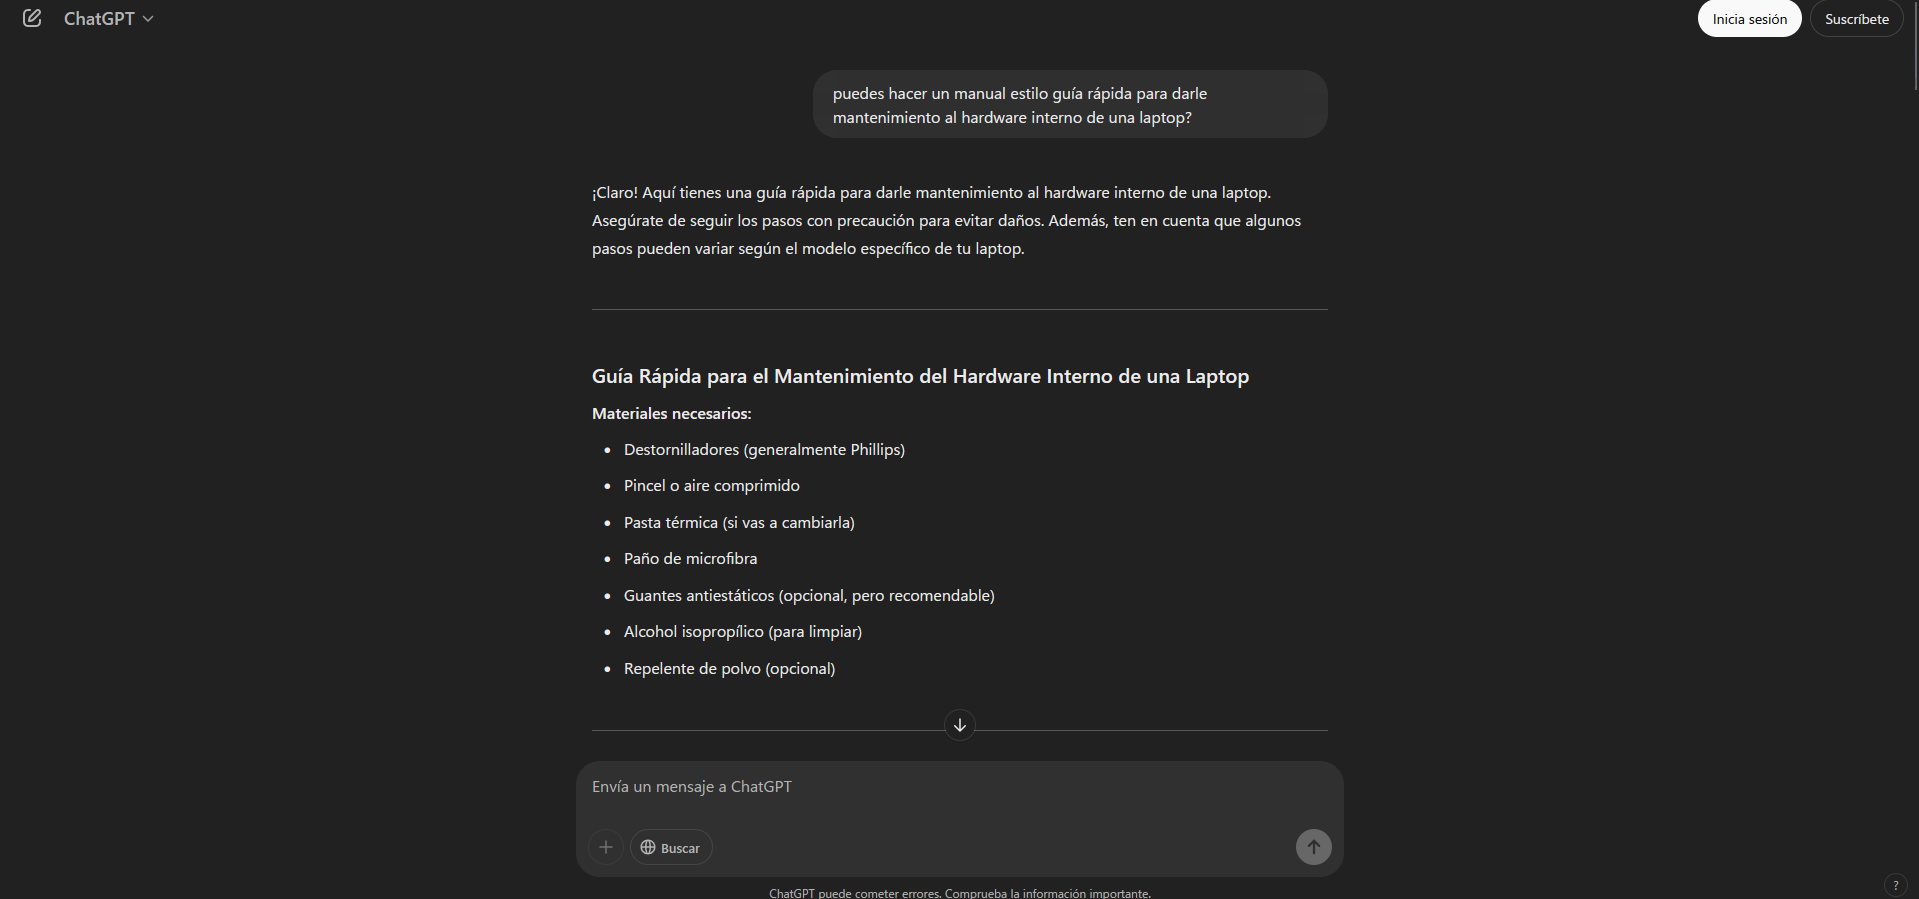 ChatGPT
Inicia sesión
Suscríbete
puedes hacer un manual estilo guía rápida para darle
mantenimiento al hardware interno de una laptop?
¡Claro! Aquí tienes una guía rápida para darle mantenimiento al hardware interno de una laptop.
Asegúrate de seguir los pasos con precaución para evitar daños. Además, ten en cuenta que algunos
pasos pueden variar según el modelo específico de tu laptop.
Guía Rápida para el Mantenimiento del Hardware Interno de una Laptop
Materiales necesarios:
• Destornilladores (generalmente Phillips)
• Pincel o aire comprimido
• Pasta térmica (si vas a cambiarla)
• Paño de microfibra
• Guantes antiestáticos (opcional, pero recomendable)
• Alcohol isopropílico (para limpiar)
• Repelente de polvo (opcional)
Envía un mensaje a ChatGPT
Buscar
ChatGPT puede cometer errores. Comprueba la información importante.
?